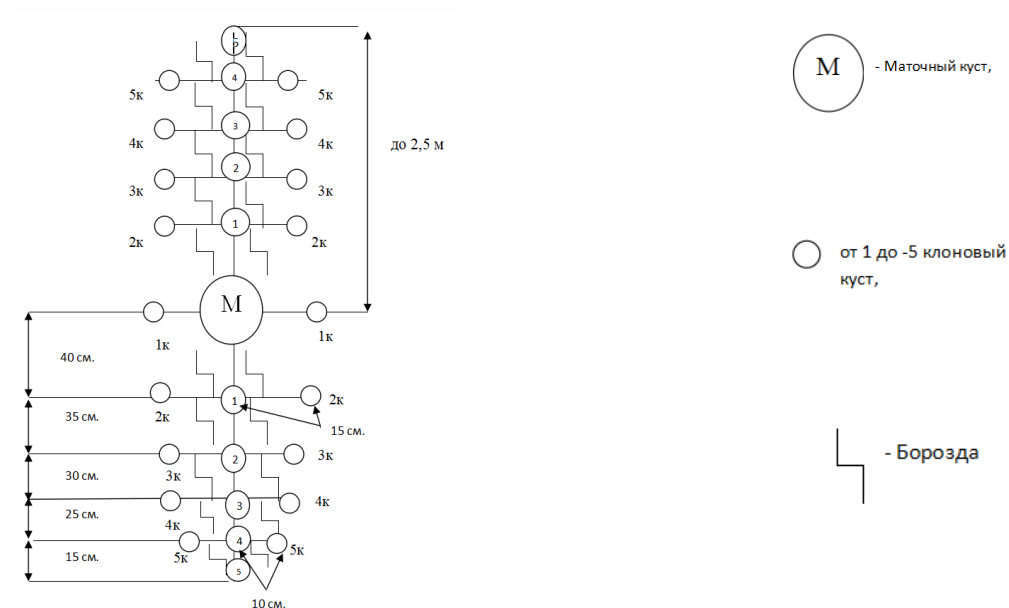 5
4
5к
5к
3
4к
4к
до 2,5 м
2
3к
3к
1
2к
2к
М
1к
1к
40 см.
1
2к
2к
35 см.
15 см.
2
3к
3к
30 см.
3
4к
4к
25 см.
4
5к
5к
15 см.
5
10 см.
М
- Маточный куст,
от 1 до -5 клоновый
куст,
- Борозда